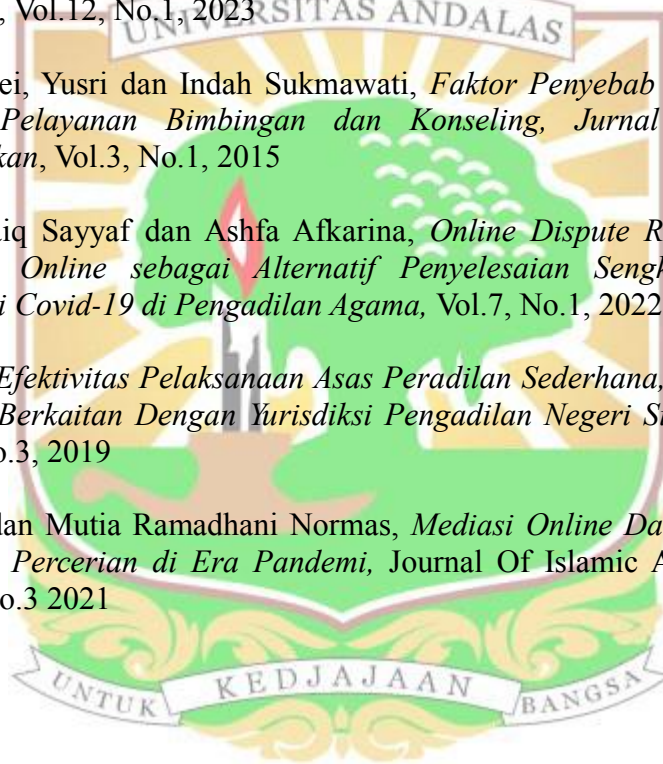 , Vol.12, No.1, 2023
UNIVERSITAS ANDALAS
ei, Yusri dan Indah Sukmawati, Faktor Penyebab
Pelayanan Bimbingan dan Konseling, Jurnal
kan, Vol.3, No.1, 2015
iq Sayyaf dan Ashfa Afkarina, Online Dispute R
Online sebagai Alternatif Penyelesaian Sengk
i Covid-19 di Pengadilan Agama, Vol.7, No.1, 2022
Efektivitas Pelaksanaan Asas Peradilan Sederhana,
Berkaitan Dengan Yurisdiksi Pengadilan Negeri S
o.3, 2019
lan Mutia Ramadhani Normas, Mediasi Online Da
Percerian di Era Pandemi, Journal Of Islamic A
o.3 2021
UNTUK KEDJAJAAN BANGSA